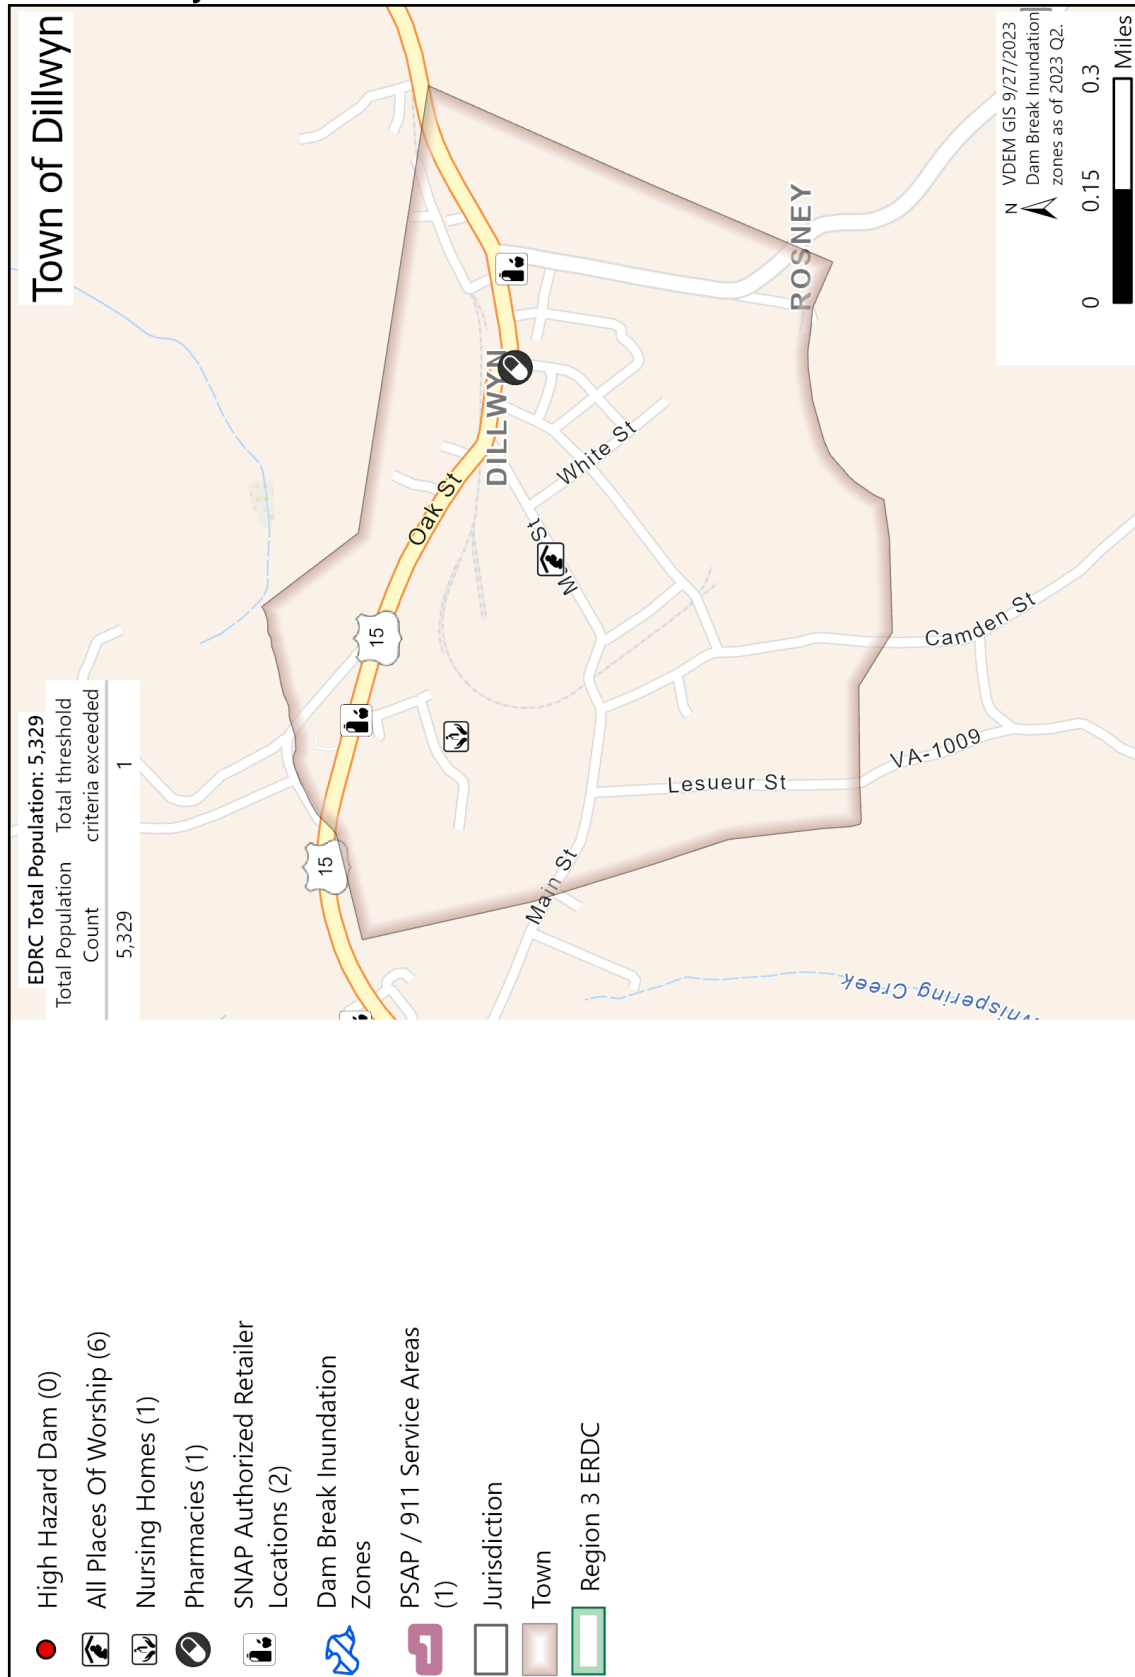 Town of Dillwyn
EDRC Total Population: 5,329
Total Population Count
Total threshold criteria exceeded
5,329
1
High Hazard Dam (0)
All Places Of Worship (6)
Nursing Homes (1)
Pharmacies (1)
SNAP Authorized Retailer
Locations (2)
Dam Break Inundation
Zones
PSAP / 911 Service Areas
(1)
Jurisdiction
Town
Region 3 ERDC
15
15
Oak St
DILLWYN
White St
Main St
Lesueur St
VA-1009
Camden St
ROSNEY
Whispering Creek
N
VDEM GIS 9/27/2023
Dam Break Inundation
zones as of 2023 Q2.
0
0.15
0.3
Miles